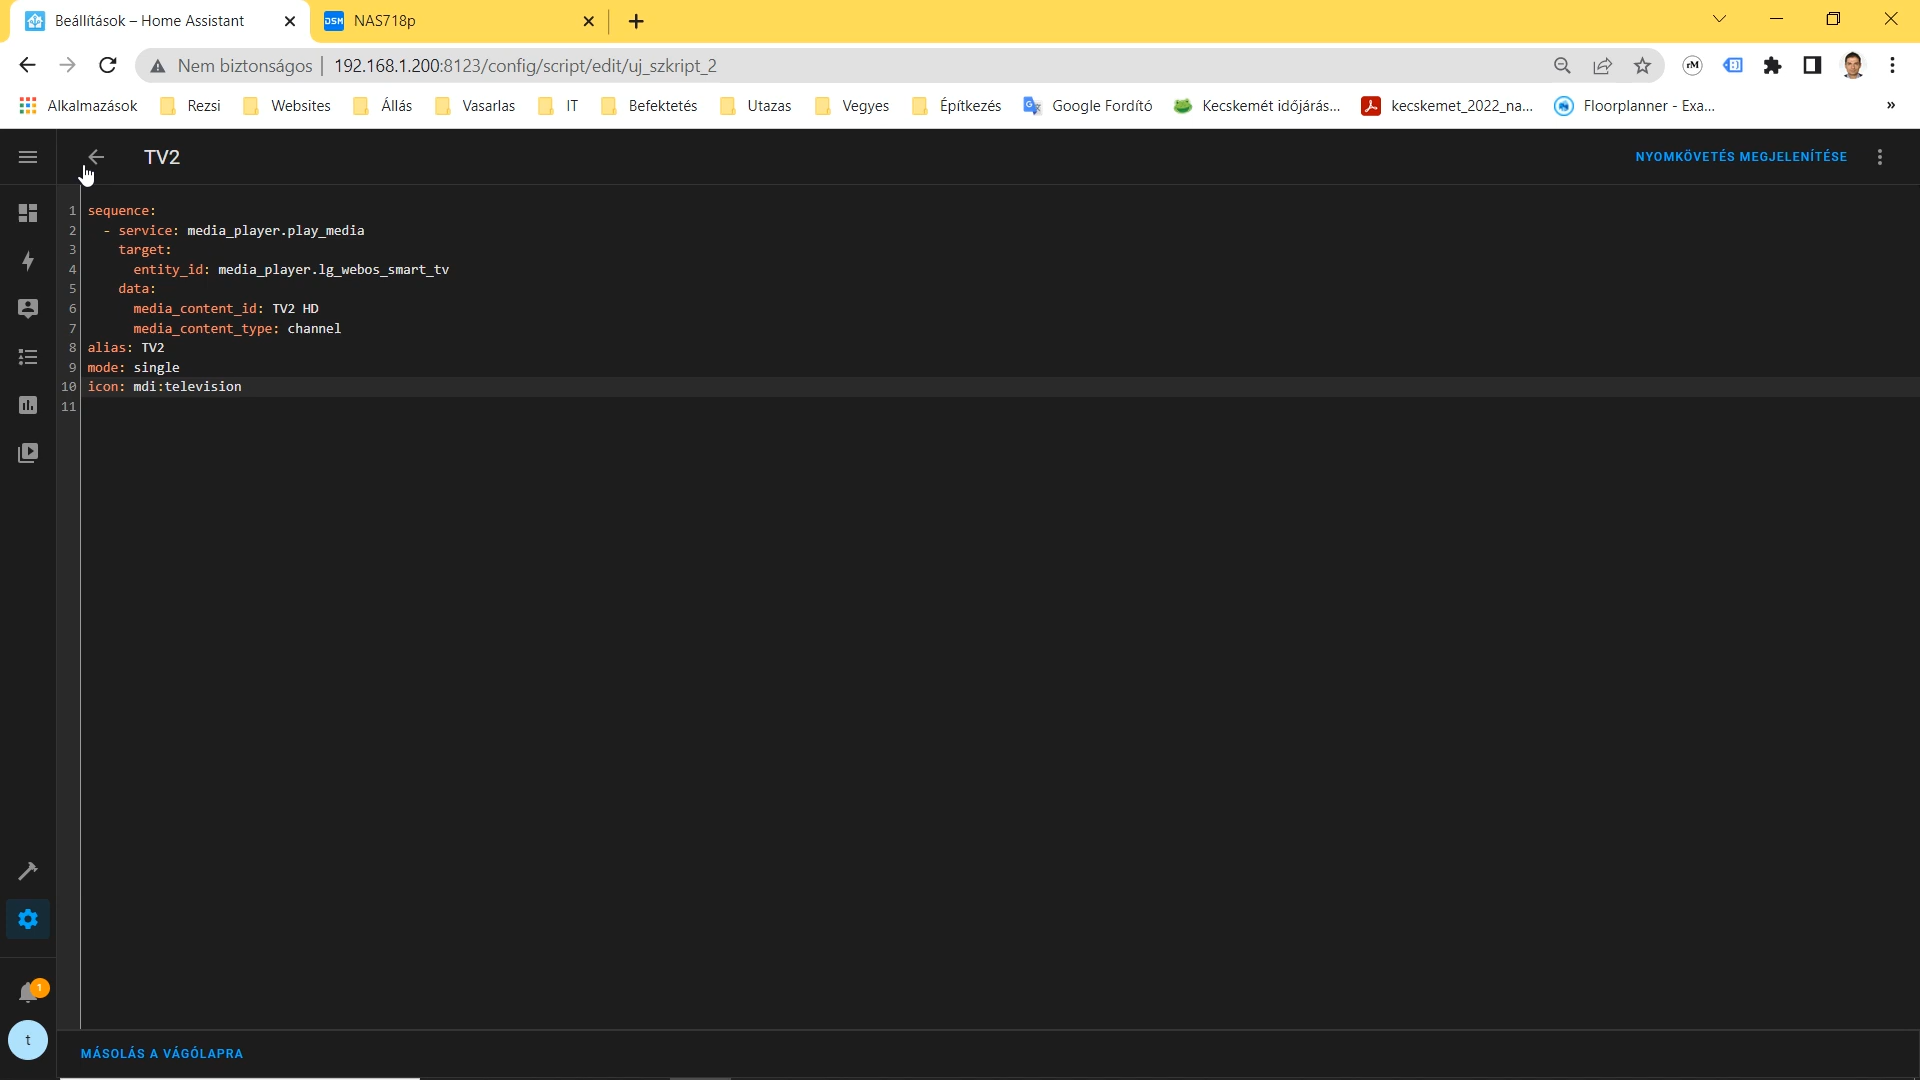 Beállítások – Home Assistant
DSM NAS718p
Nem biztonságos | 192.168.1.200:8123/config/script/edit/uj_szkript_2
rM
Alkalmazások Rezsi Websites Állás Vasarlas IT Befektetés Utazas Vegyes Építkezés Google Fordító Kecskemét időjárás... kecskemet_2022_na... Floorplanner - Exa... »
TV2 NYOMKÖVETÉS MEGJELENÍTÉSE
1 sequence:
2 - service: media_player.play_media
3 target:
4 entity_id: media_player.lg_webos_smart_tv
5 data:
6 media_content_id: TV2 HD
7 media_content_type: channel
8 alias: TV2
9 mode: single
10 icon: mdi:television
11
1
t
MÁSOLÁS A VÁGÓLAPRA